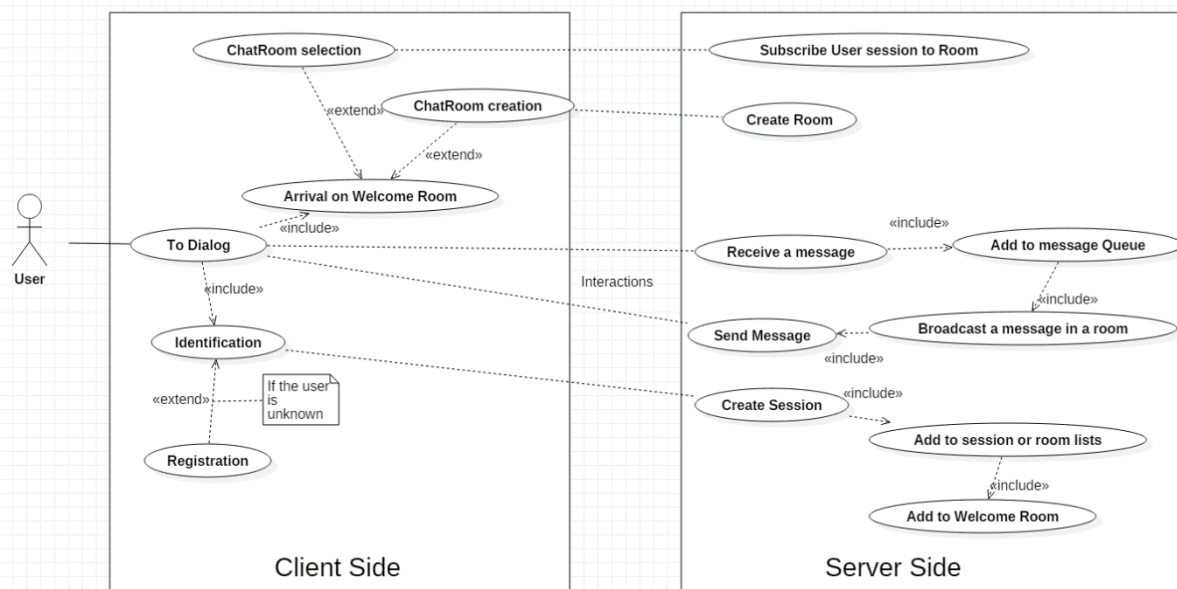 ChatRoom selection
Subscribe User session to Room
«extend»
ChatRoom creation
Create Room
«extend»
Arrival on Welcome Room
«include»
«include»
To Dialog
Receive a message
Add to message Queue
User
«include»
Interactions
«include»
Identification
Send Message
Broadcast a message in a room
«include»
«extend»
If the user
is
unknown
Create Session
«include»
Registration
Add to session or room lists
«include»
Add to Welcome Room
Client Side
Server Side